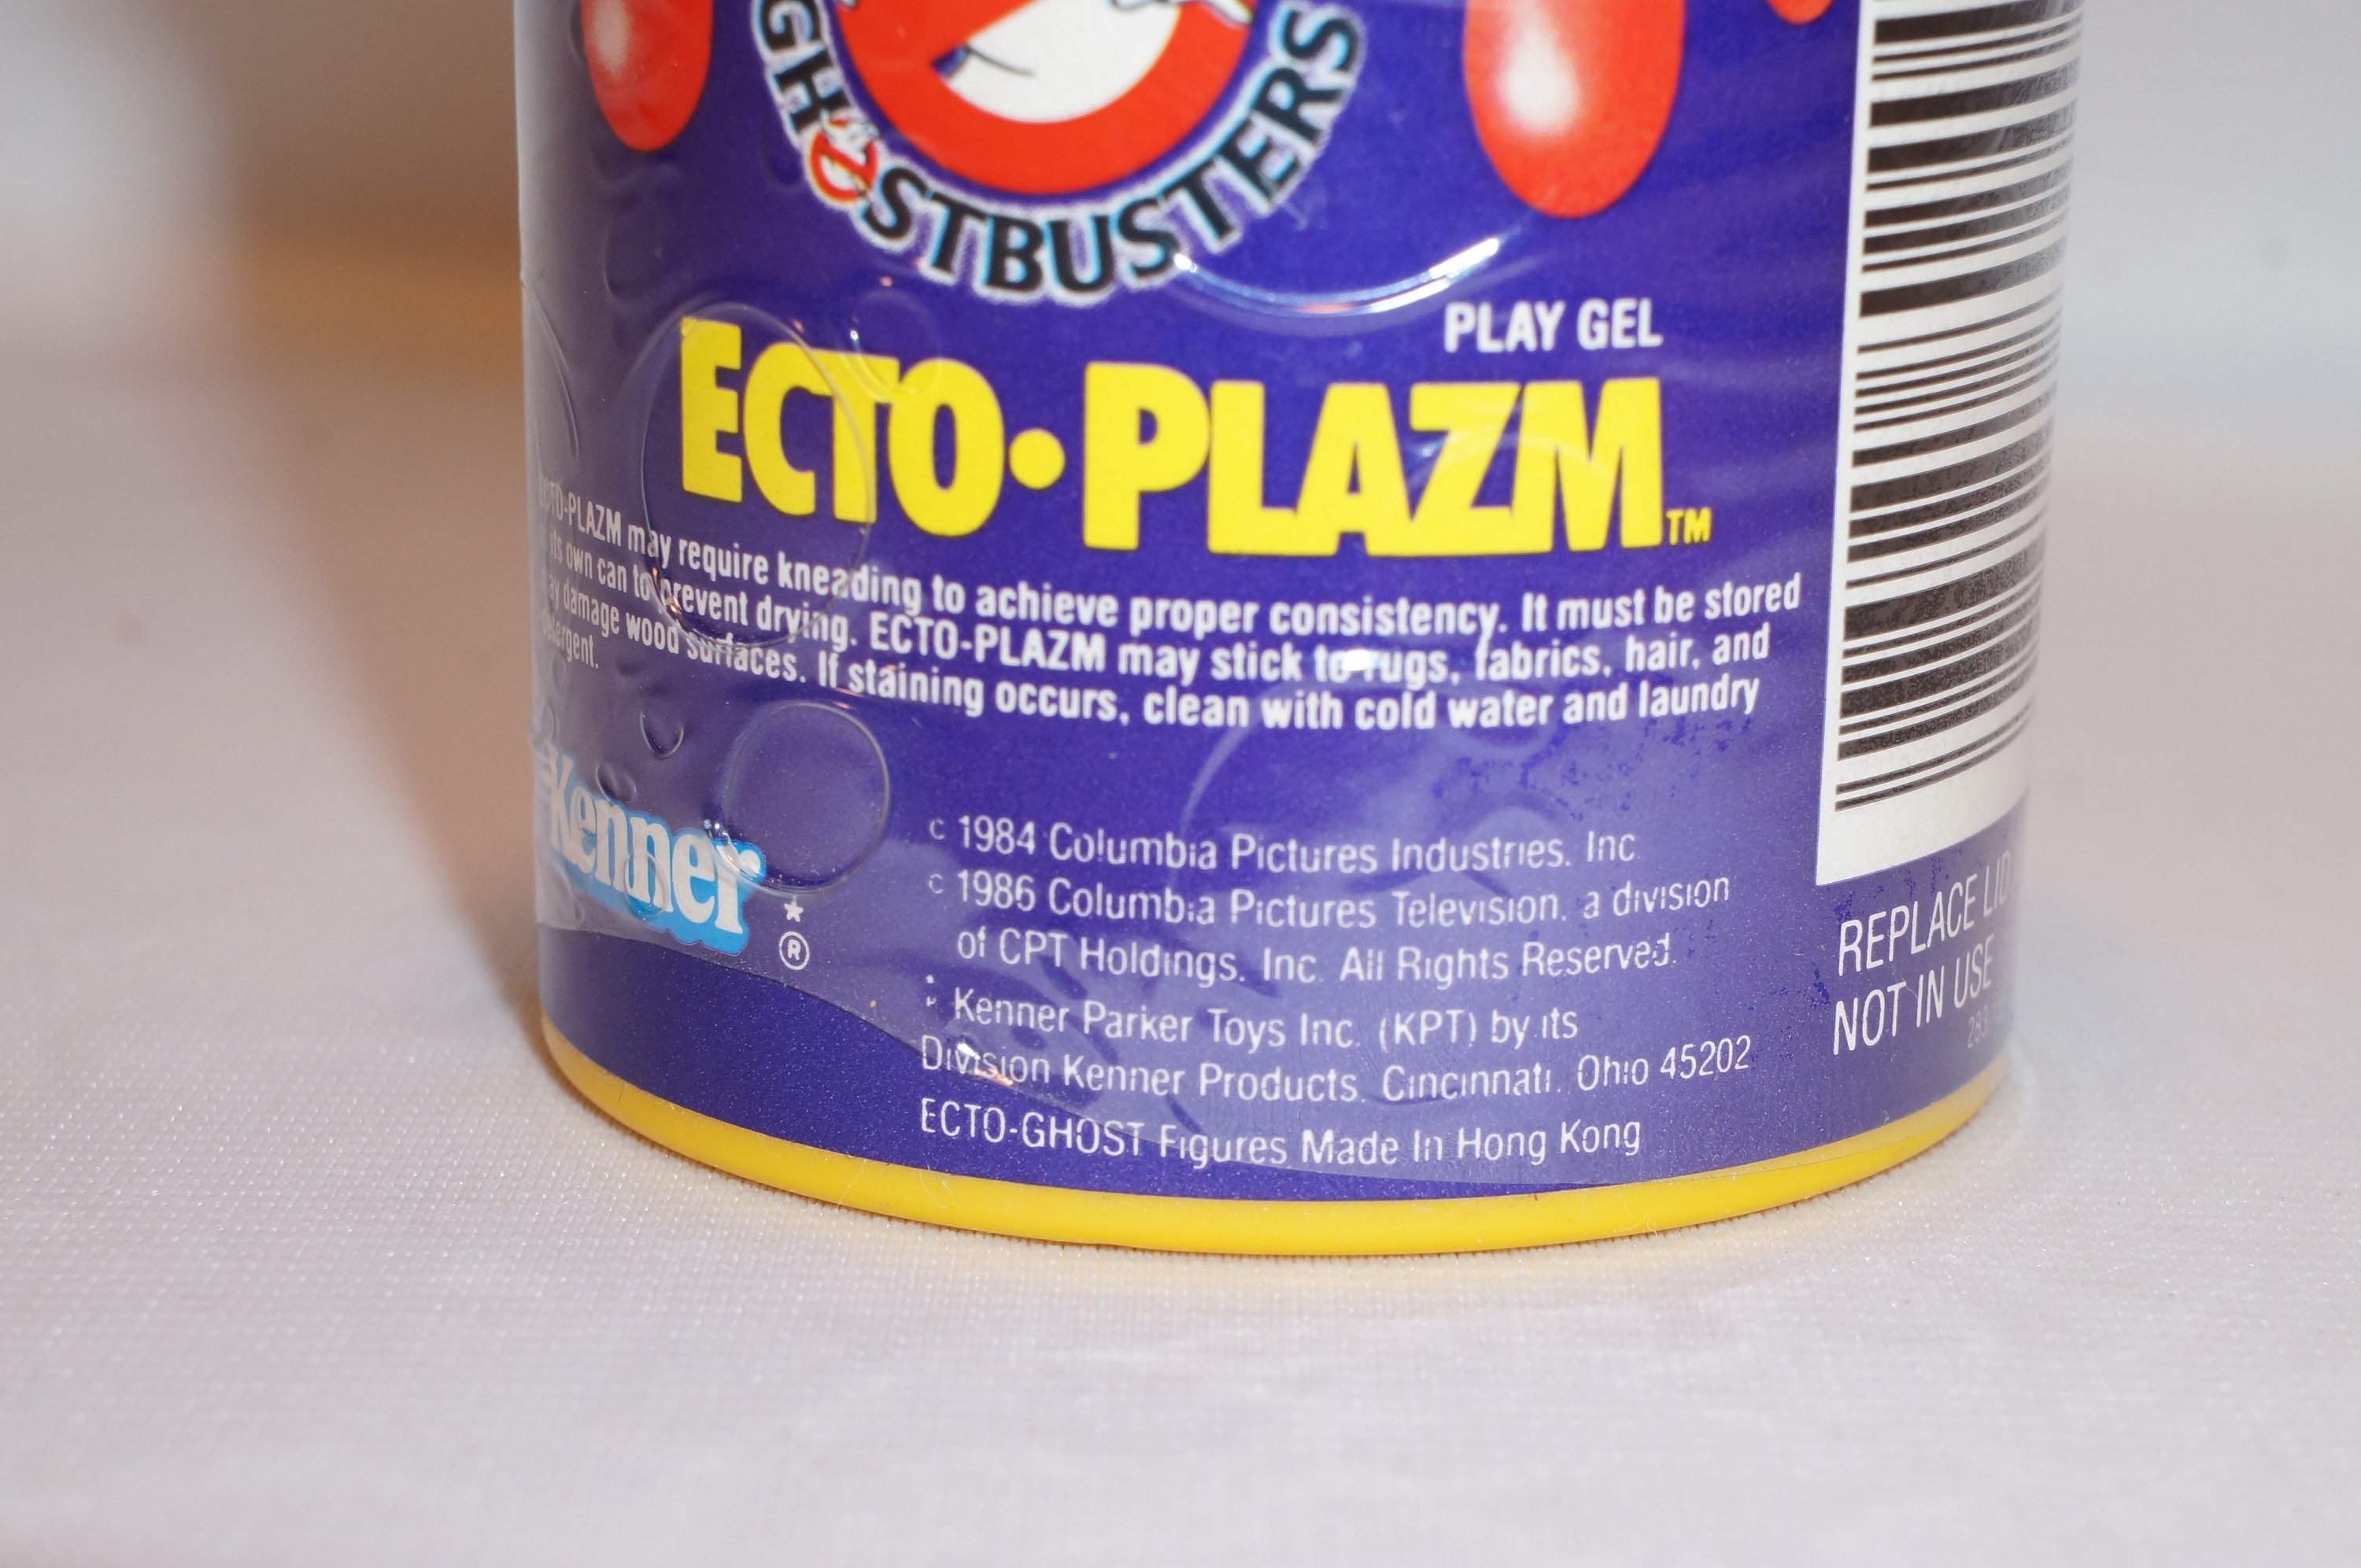 GHOSTBUSTERS
PLAY GEL
ECTO•PLAZM™
ECTO-PLAZM may require kneading to achieve proper consistency. It must be stored
its own can to prevent drying. ECTO-PLAZM may stick to rugs, fabrics, hair, and
damage wood surfaces. If staining occurs, clean with cold water and laundry
detergent.
Kenner
★
®
c 1984 Columbia Pictures Industries, Inc.
c 1986 Columbia Pictures Television, a division
of CPT Holdings, Inc. All Rights Reserved.
Kenner Parker Toys Inc. (KPT) by its
Division Kenner Products, Cincinnati, Ohio 45202
ECTO-GHOST Figures Made In Hong Kong
REPLACE LID
NOT IN USE